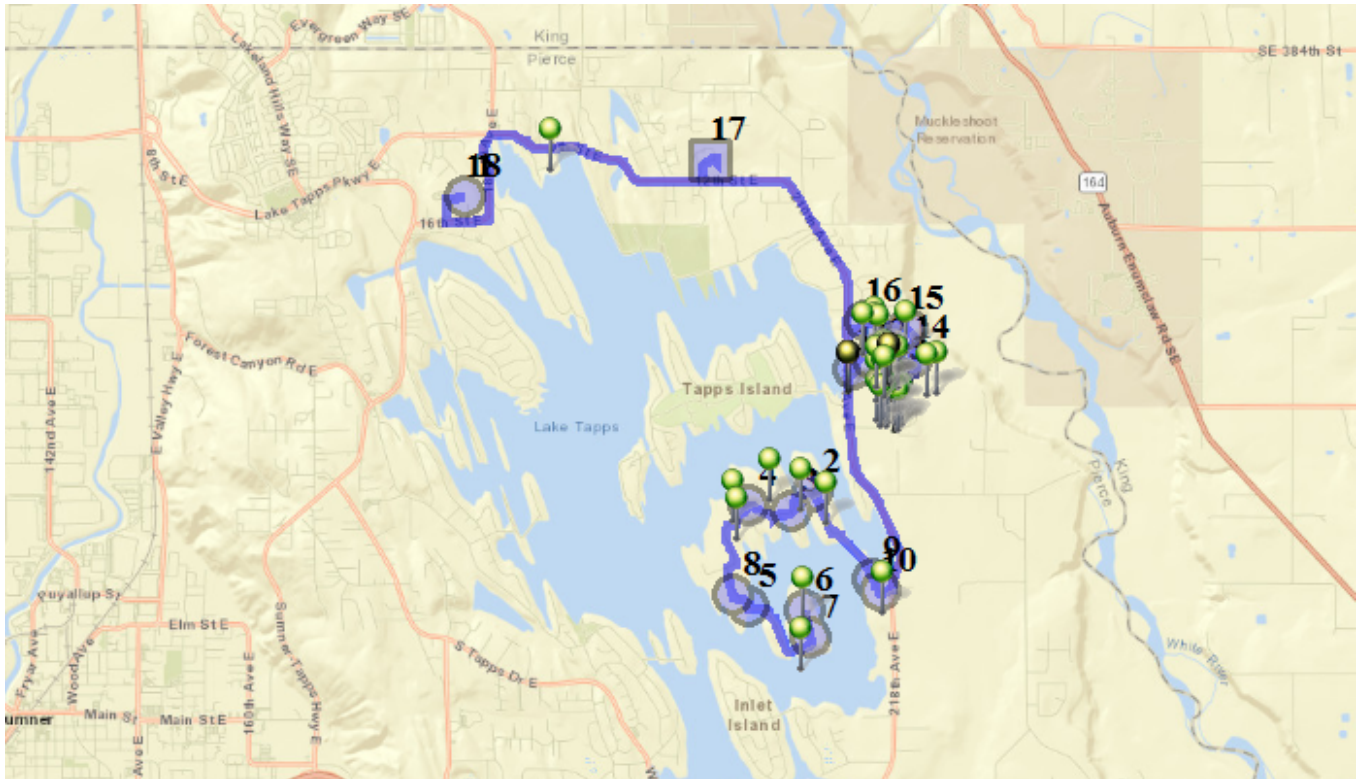 Evergreen Way SE
King
Pierce
SE 384th St
Lakeland Hills Way SE
Muckleshoot
Reservation
17
164
8th St E
Lake Tapps Pkwy E
18
12th St E
16th St E
Auburn Enumclaw Rd SE
16
15
14
Forest Canyon Rd E
E Valley Hwy E
142nd Ave E
Tapps Island
Lake Tapps
King
Pierce
2
4
9
10
8
5
6
7
uyallup St
Elm St E
Fryar Ave
Wood Ave
Sumner Tapps Hwy E
S Tapps Dr E
White River
218th Ave E
umner
Main St
Main St E
160th Ave E
Inlet
Island